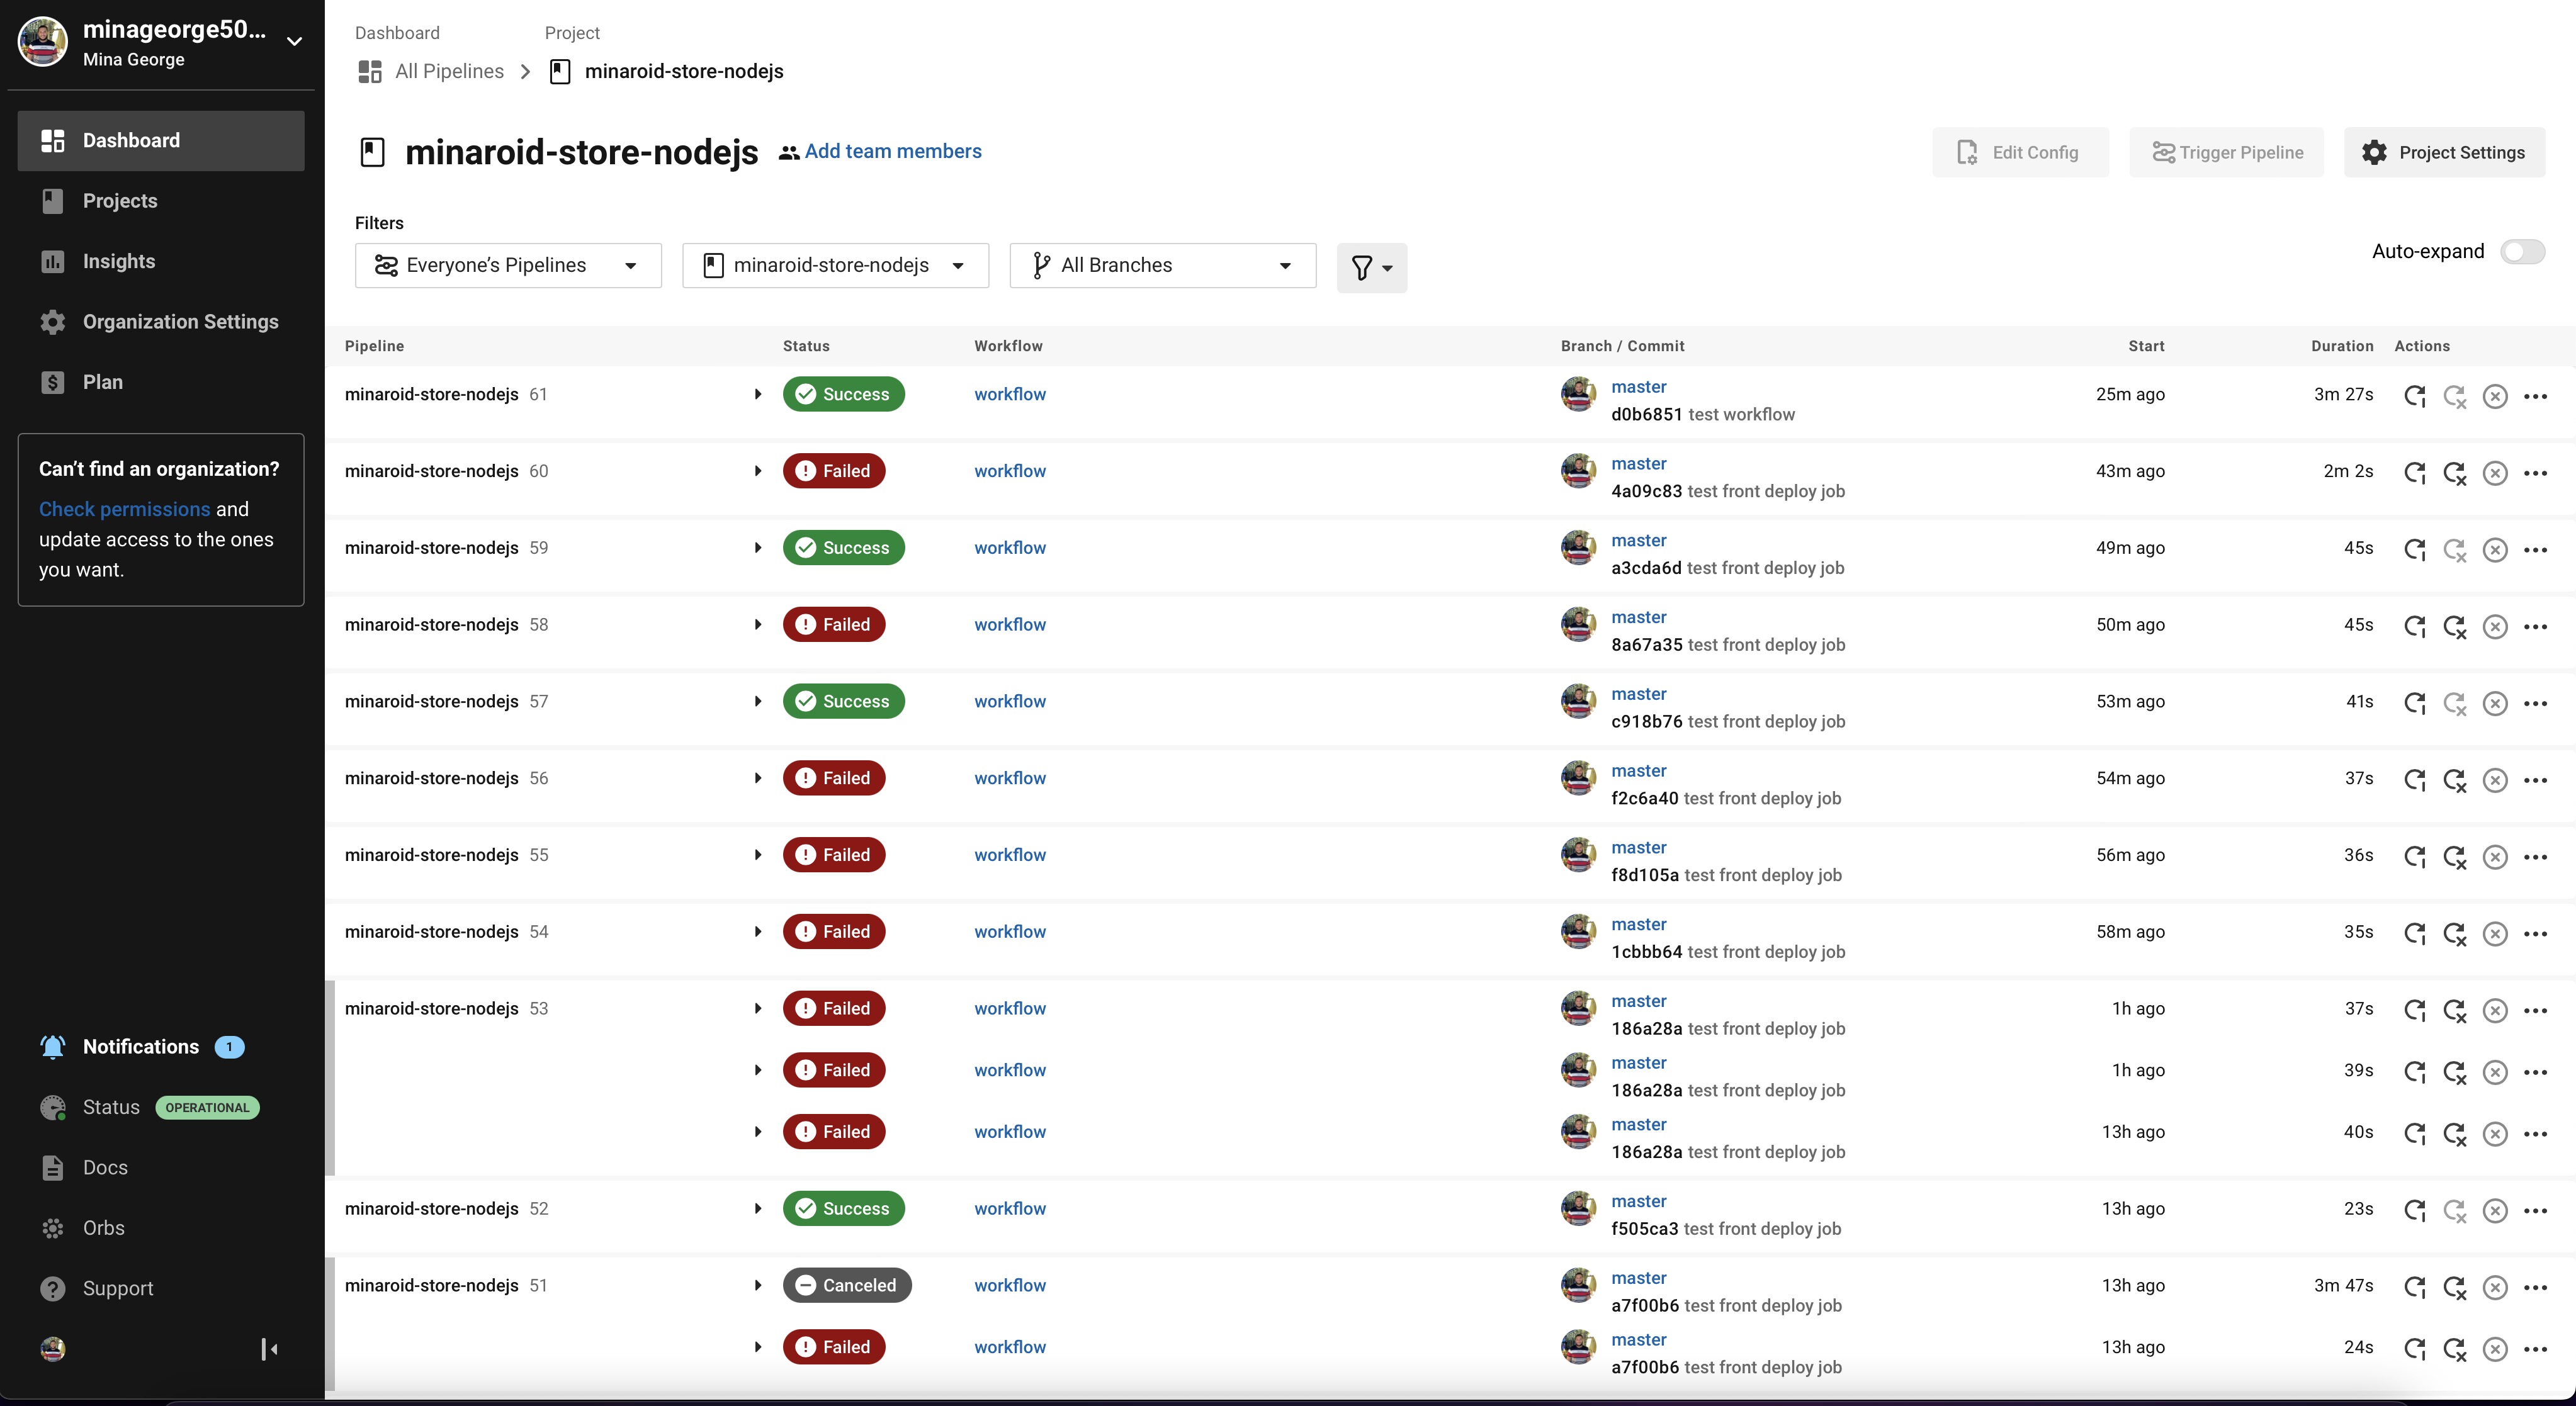 minageorge50...
Mina George
Dashboard
Projects
Insights
Organization Settings
Plan
Can't find an organization?
Check permissions and
update access to the ones
you want.
Notifications 1
Status OPERATIONAL
Docs
Orbs
Support
Dashboard Project
All Pipelines minaroid-store-nodejs
minaroid-store-nodejs Add team members Edit Config Trigger Pipeline Project Settings
Filters
Everyone's Pipelines minaroid-store-nodejs All Branches Auto-expand
Pipeline Status Workflow Branch / Commit Start Duration Actions
minaroid-store-nodejs 61 Success workflow master 25m ago 3m 27s
d0b6851 test workflow
minaroid-store-nodejs 60 Failed workflow master 43m ago 2m 2s
4a09c83 test front deploy job
minaroid-store-nodejs 59 Success workflow master 49m ago 45s
a3cda6d test front deploy job
minaroid-store-nodejs 58 Failed workflow master 50m ago 45s
8a67a35 test front deploy job
minaroid-store-nodejs 57 Success workflow master 53m ago 41s
c918b76 test front deploy job
minaroid-store-nodejs 56 Failed workflow master 54m ago 37s
f2c6a40 test front deploy job
minaroid-store-nodejs 55 Failed workflow master 56m ago 36s
f8d105a test front deploy job
minaroid-store-nodejs 54 Failed workflow master 58m ago 35s
1cbbb64 test front deploy job
minaroid-store-nodejs 53 Failed workflow master 1h ago 37s
186a28a test front deploy job
Failed workflow master 1h ago 39s
186a28a test front deploy job
Failed workflow master 13h ago 40s
186a28a test front deploy job
minaroid-store-nodejs 52 Success workflow master 13h ago 23s
f505ca3 test front deploy job
minaroid-store-nodejs 51 Canceled workflow master 13h ago 3m 47s
a7f00b6 test front deploy job
Failed workflow master 13h ago 24s
a7f00b6 test front deploy job